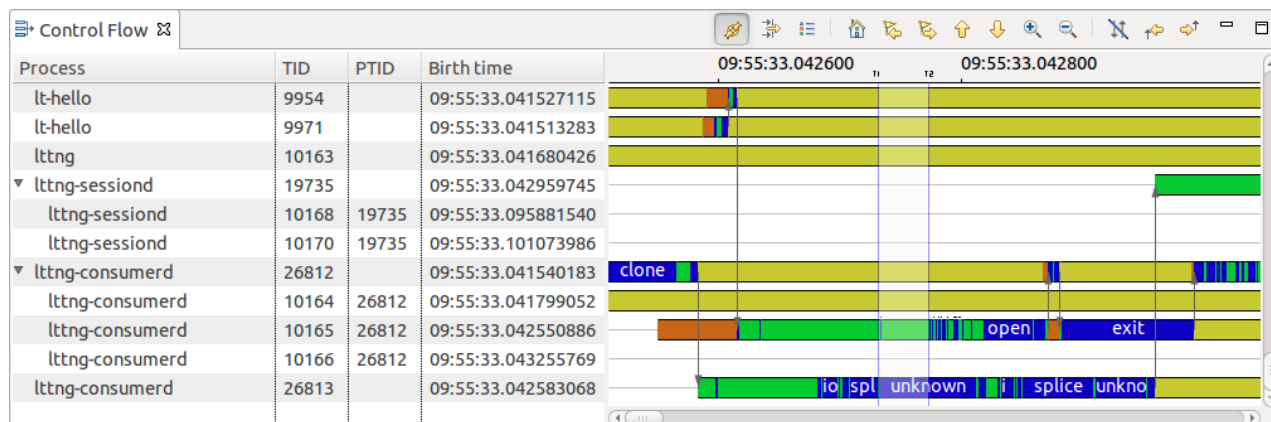 Control Flow
Process TID PTID Birth time 09:55:33.042600 T1 T2 09:55:33.042800
lt-hello 9954 09:55:33.041527115
lt-hello 9971 09:55:33.041513283
lttng 10163 09:55:33.041680426
lttng-sessiond 19735 09:55:33.042959745
lttng-sessiond 10168 19735 09:55:33.095881540
lttng-sessiond 10170 19735 09:55:33.101073986
lttng-consumerd 26812 09:55:33.041540183 clone
lttng-consumerd 10164 26812 09:55:33.041799052
lttng-consumerd 10165 26812 09:55:33.042550886 open exit
lttng-consumerd 10166 26812 09:55:33.043255769
lttng-consumerd 26813 09:55:33.042583068 io spl unknown i splice unkno